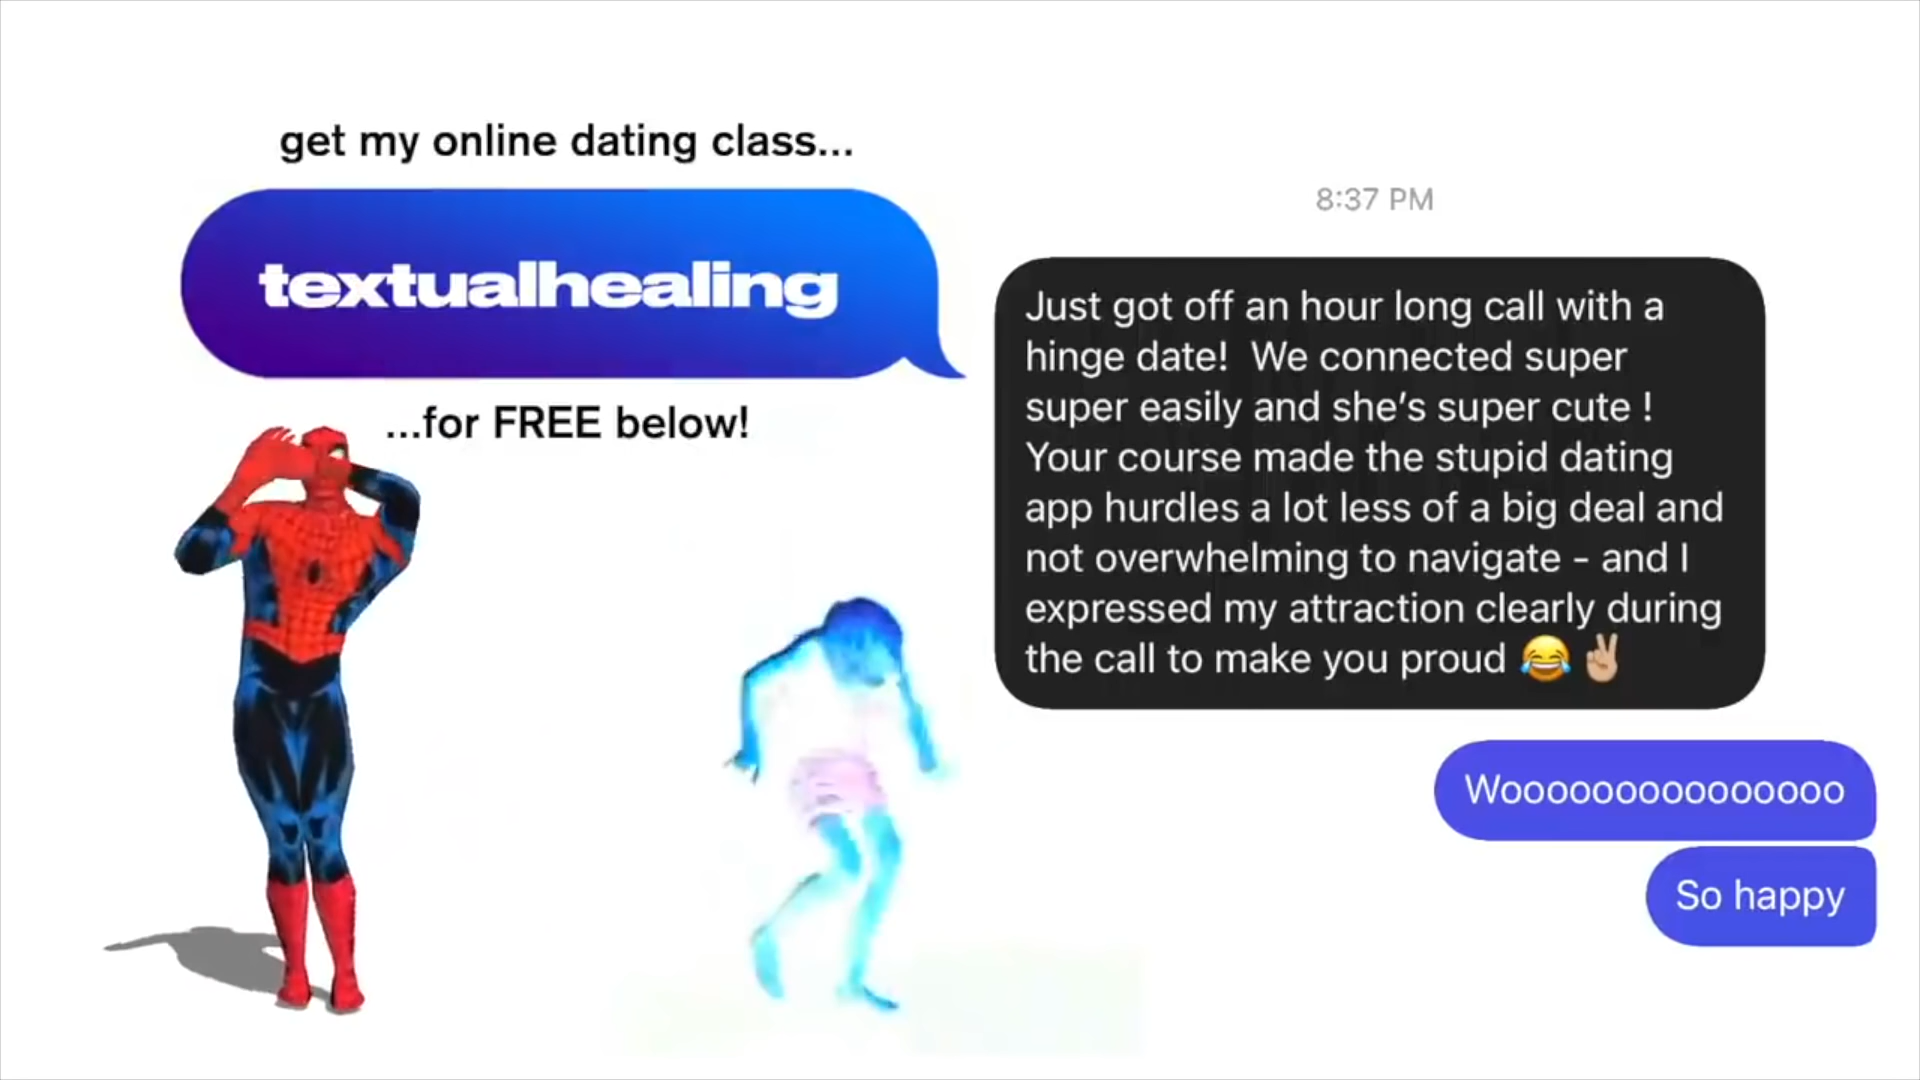 get my online dating class...
textualhealing
...for FREE below!
8:37 PM
Just got off an hour long call with a
hinge date!  We connected super
super easily and she’s super cute !
Your course made the stupid dating
app hurdles a lot less of a big deal and
not overwhelming to navigate - and I
expressed my attraction clearly during
the call to make you proud 😂✌🏼
Wooooooooooooooo
So happy